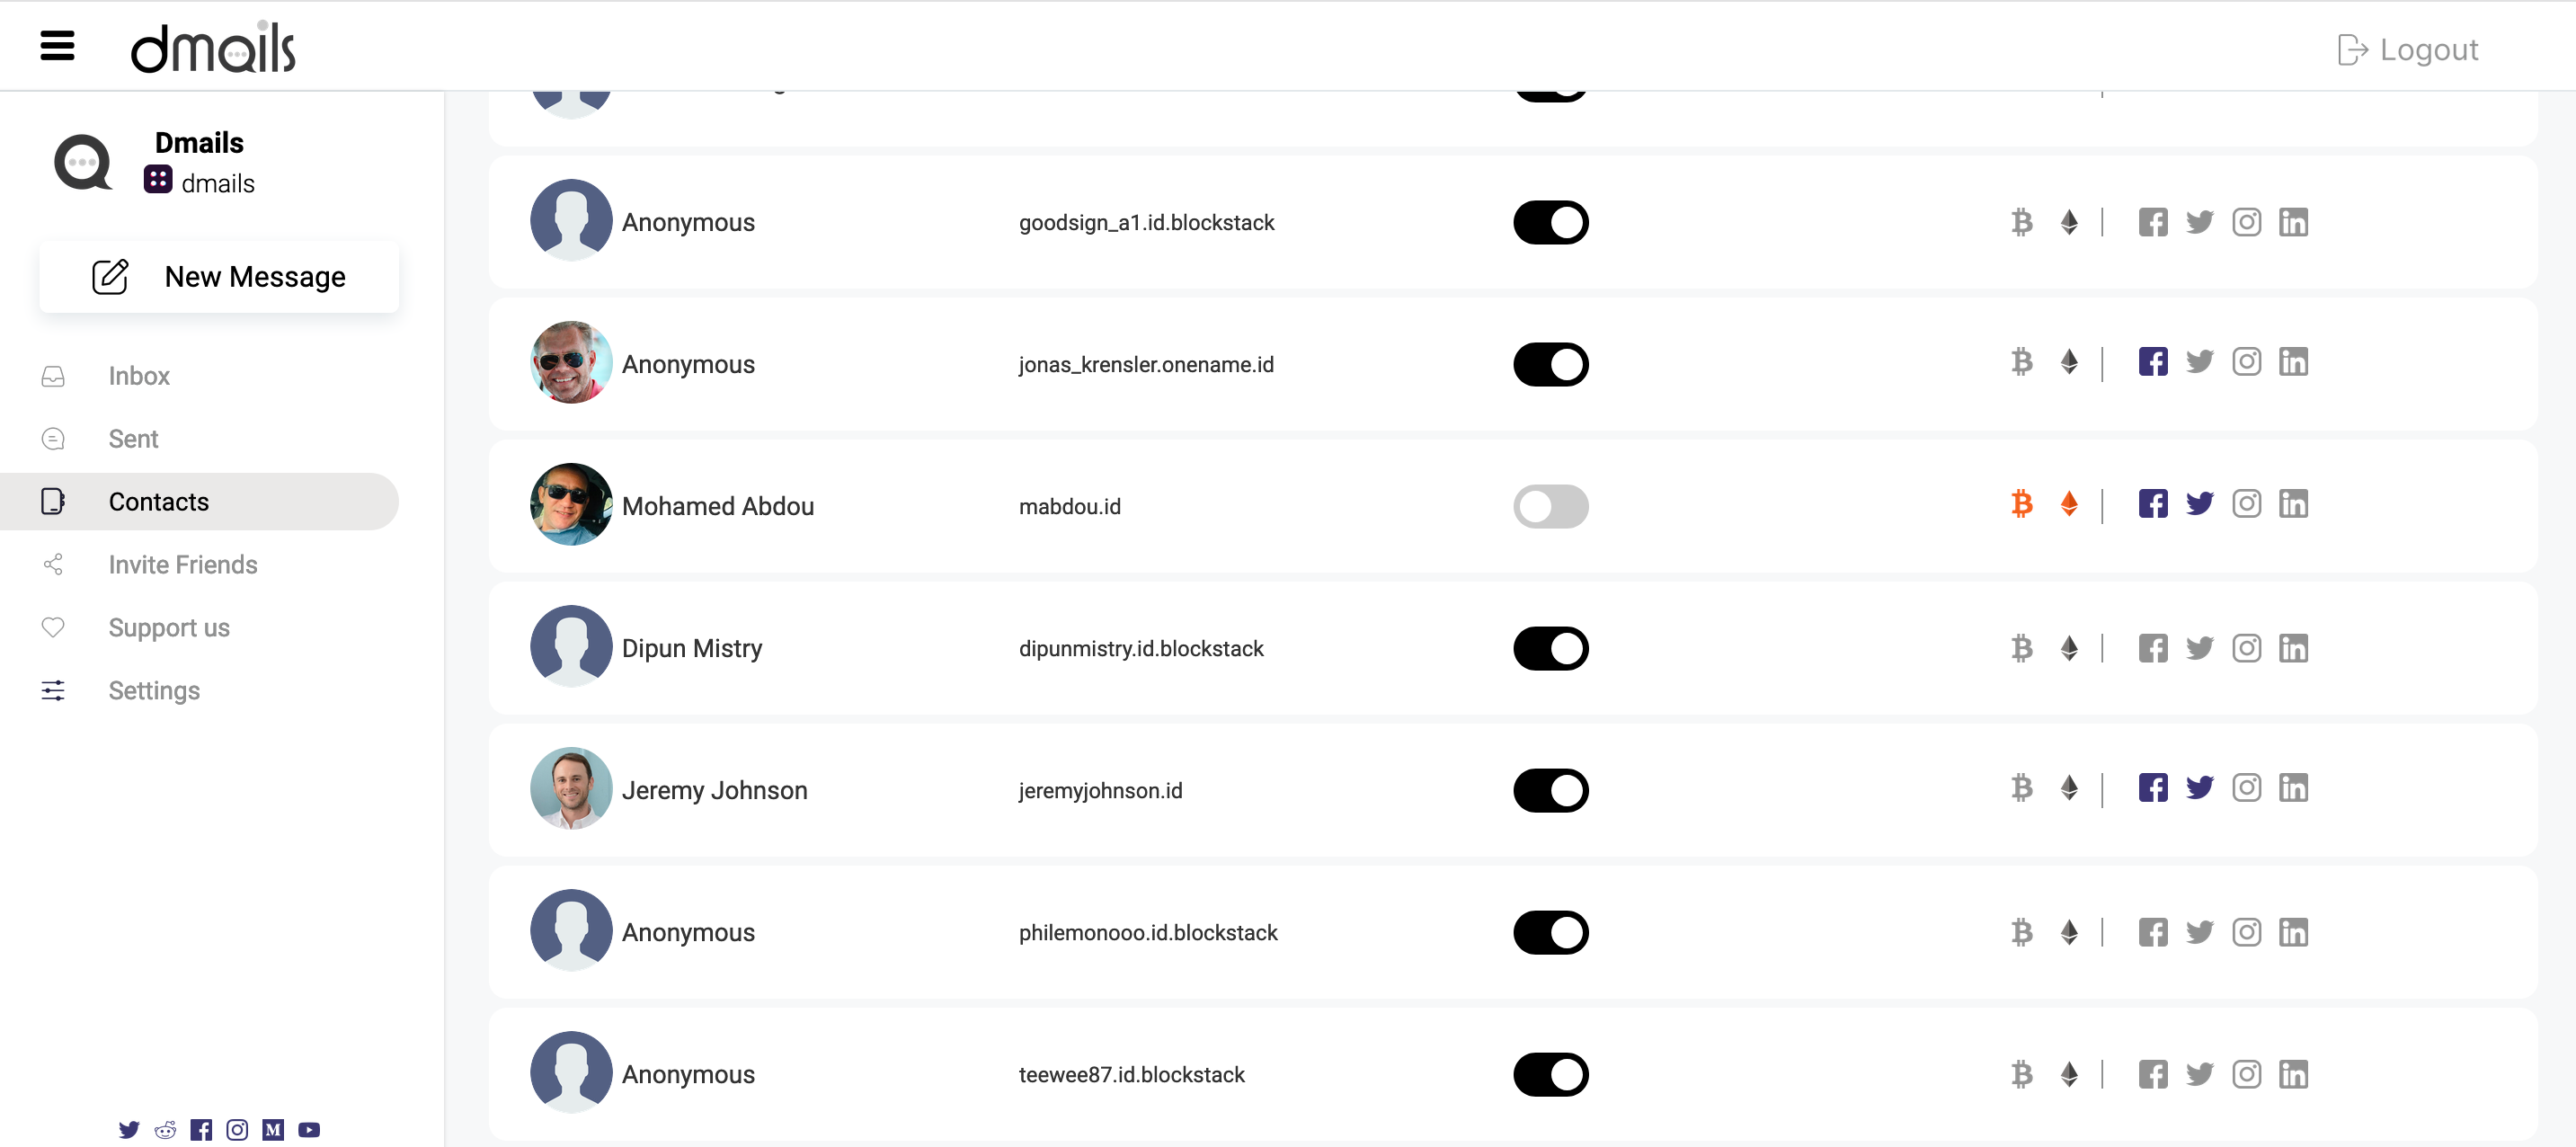 dmails
Logout
Dmails
dmails
New Message
Inbox
Sent
Contacts
Invite Friends
Support us
Settings
Anonymous
goodsign_a1.id.blockstack
Anonymous
jonas_krensler.onename.id
Mohamed Abdou
mabdou.id
Dipun Mistry
dipunmistry.id.blockstack
Jeremy Johnson
jeremyjohnson.id
Anonymous
philemonooo.id.blockstack
Anonymous
teewee87.id.blockstack